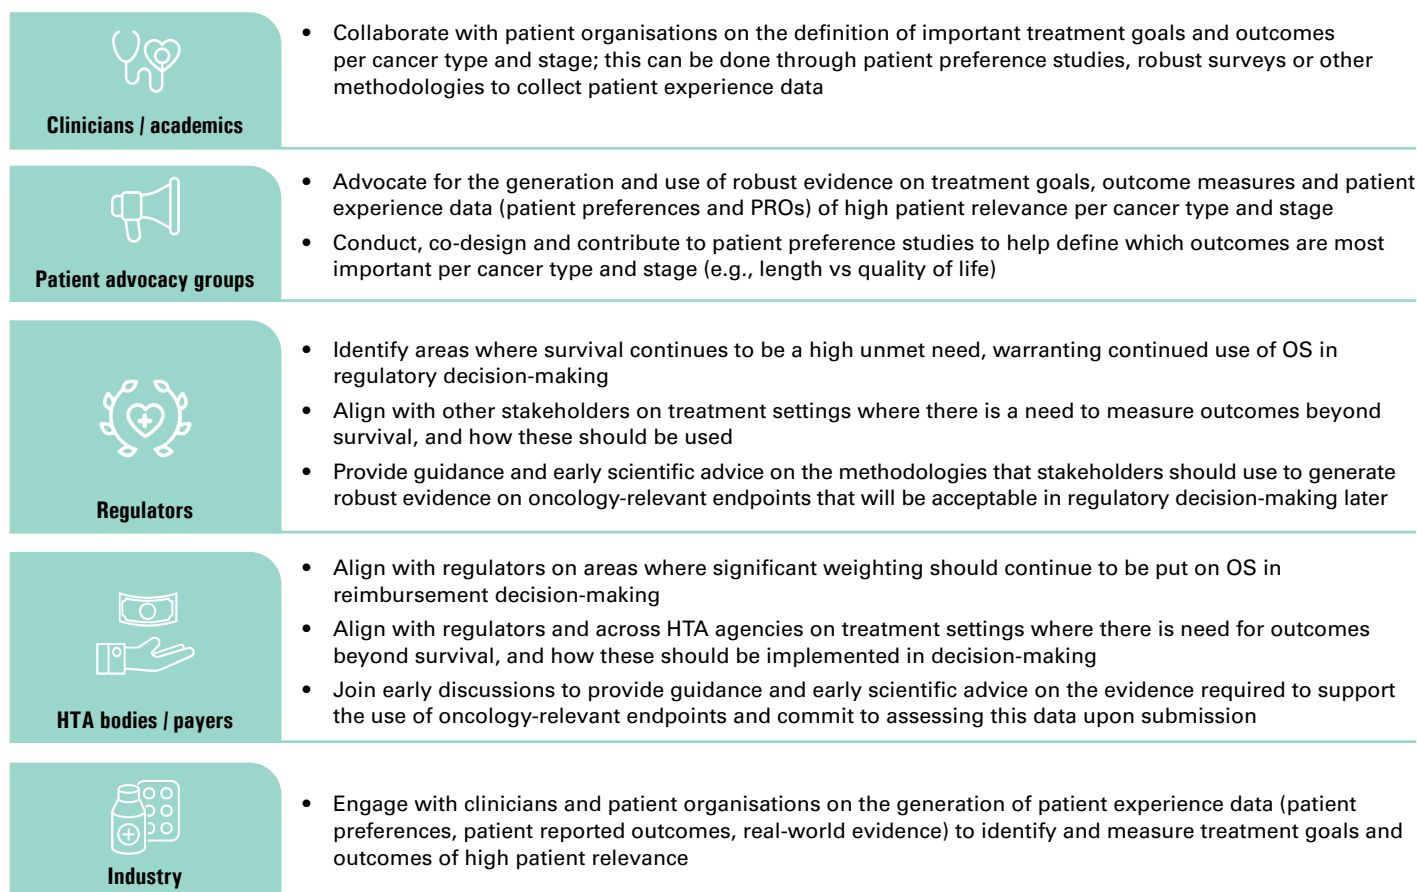 Clinicians / academics
• Collaborate with patient organisations on the definition of important treatment goals and outcomes
per cancer type and stage; this can be done through patient preference studies, robust surveys or other
methodologies to collect patient experience data
Patient advocacy groups
• Advocate for the generation and use of robust evidence on treatment goals, outcome measures and patient
experience data (patient preferences and PROs) of high patient relevance per cancer type and stage
• Conduct, co-design and contribute to patient preference studies to help define which outcomes are most
important per cancer type and stage (e.g., length vs quality of life)
Regulators
• Identify areas where survival continues to be a high unmet need, warranting continued use of OS in
regulatory decision-making
• Align with other stakeholders on treatment settings where there is a need to measure outcomes beyond
survival, and how these should be used
• Provide guidance and early scientific advice on the methodologies that stakeholders should use to generate
robust evidence on oncology-relevant endpoints that will be acceptable in regulatory decision-making later
HTA bodies / payers
• Align with regulators on areas where significant weighting should continue to be put on OS in
reimbursement decision-making
• Align with regulators and across HTA agencies on treatment settings where there is need for outcomes
beyond survival, and how these should be implemented in decision-making
• Join early discussions to provide guidance and early scientific advice on the evidence required to support
the use of oncology-relevant endpoints and commit to assessing this data upon submission
Industry
• Engage with clinicians and patient organisations on the generation of patient experience data (patient
preferences, patient reported outcomes, real-world evidence) to identify and measure treatment goals and
outcomes of high patient relevance